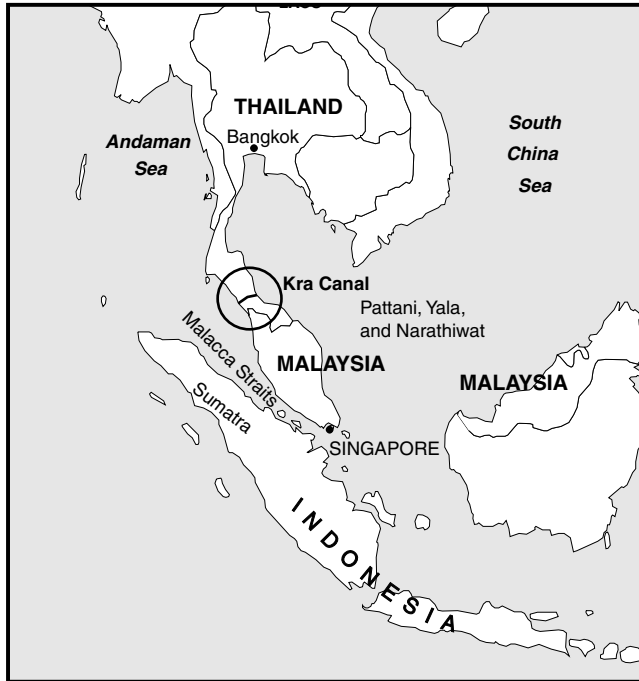 LAOS
THAILAND
Bangkok
Andaman
Sea
South
China
Sea
Kra Canal
Pattani, Yala,
and Narathiwat
Malacca Straits
MALAYSIA
MALAYSIA
Sumatra
SINGAPORE
INDONESIA